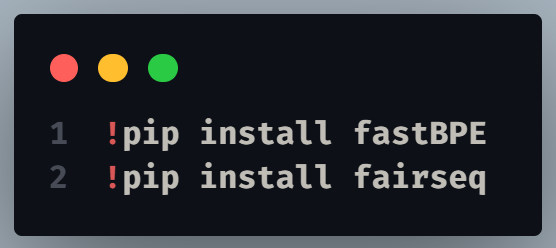 1 !pip install fastBPE
2 !pip install fairseq